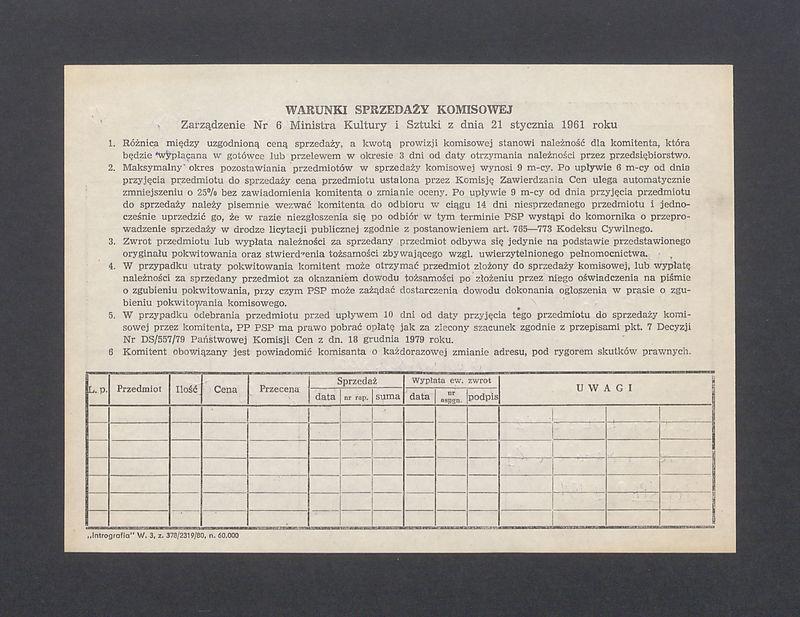 WARUNKI SPRZEDAŻY KOMISOWEJ
Zarządzenie Nr 6 Ministra Kultury i Sztuki z dnia 21 stycznia 1961 roku
1. Różnica między uzgodnioną ceną sprzedaży, a kwotą prowizji komisowej stanowi należność dla komitenta, która
będzie wypłacana w gotówce lub przelewem w okresie 3 dni od daty otrzymania należności przez przedsiębiorstwo.
2. Maksymalny okres pozostawiania przedmiotów w sprzedaży komisowej wynosi 9 m-cy. Po upływie 6 m-cy od dnia
przyjęcia przedmiotu do sprzedaży cena przedmiotu ustalona przez Komisję Zawierdzania Cen ulega automatycznie
zmniejszeniu o 25% bez zawiadomienia komitenta o zmianie oceny. Po upływie 9 m-cy od dnia przyjęcia przedmiotu
do sprzedaży należy pisemnie wezwać komitenta do odbioru w ciągu 14 dni niesprzedanego przedmiotu i jedno-
cześnie uprzedzić go, że w razie niezgłoszenia się po odbiór w tym terminie PSP wystąpi do komornika o przepro-
wadzenie sprzedaży w drodze licytacji publicznej zgodnie z postanowieniem art. 765—773 Kodeksu Cywilnego.
3. Zwrot przedmiotu lub wypłata należności za sprzedany przedmiot odbywa się jedynie na podstawie przedstawionego
oryginału pokwitowania oraz stwierdzenia tożsamości zbywającego wzgl. uwierzytelnionego pełnomocnictwa.
4. W przypadku utraty pokwitowania komitent może otrzymać przedmiot złożony do sprzedaży komisowej, lub wypłatę
należności za sprzedany przedmiot za okazaniem dowodu tożsamości po złożeniu przez niego oświadczenia na piśmie
o zgubieniu pokwitowania, przy czym PSP może zażądać dostarczenia dowodu dokonania ogłoszenia w prasie o zgu-
bieniu pokwitowania komisowego.
5. W przypadku odebrania przedmiotu przed upływem 10 dni od daty przyjęcia tego przedmiotu do sprzedaży komi-
sowej przez komitenta, PP PSP ma prawo pobrać opłatę jak za zlecony szacunek zgodnie z przepisami pkt. 7 Decyzji
Nr DS/557/79 Państwowej Komisji Cen z dn. 18 grudnia 1979 roku.
6 Komitent obowiązany jest powiadomić komisanta o każdorazowej zmianie adresu, pod rygorem skutków prawnych.
L. p. Przedmiot Ilość Cena Przecena Sprzedaż Wypłata ew. zwrot UWAGI
data nr rap. suma data nr aspgn. podpis
„Intrografia" W. 3, z. 378/2319/80, n. 60.000